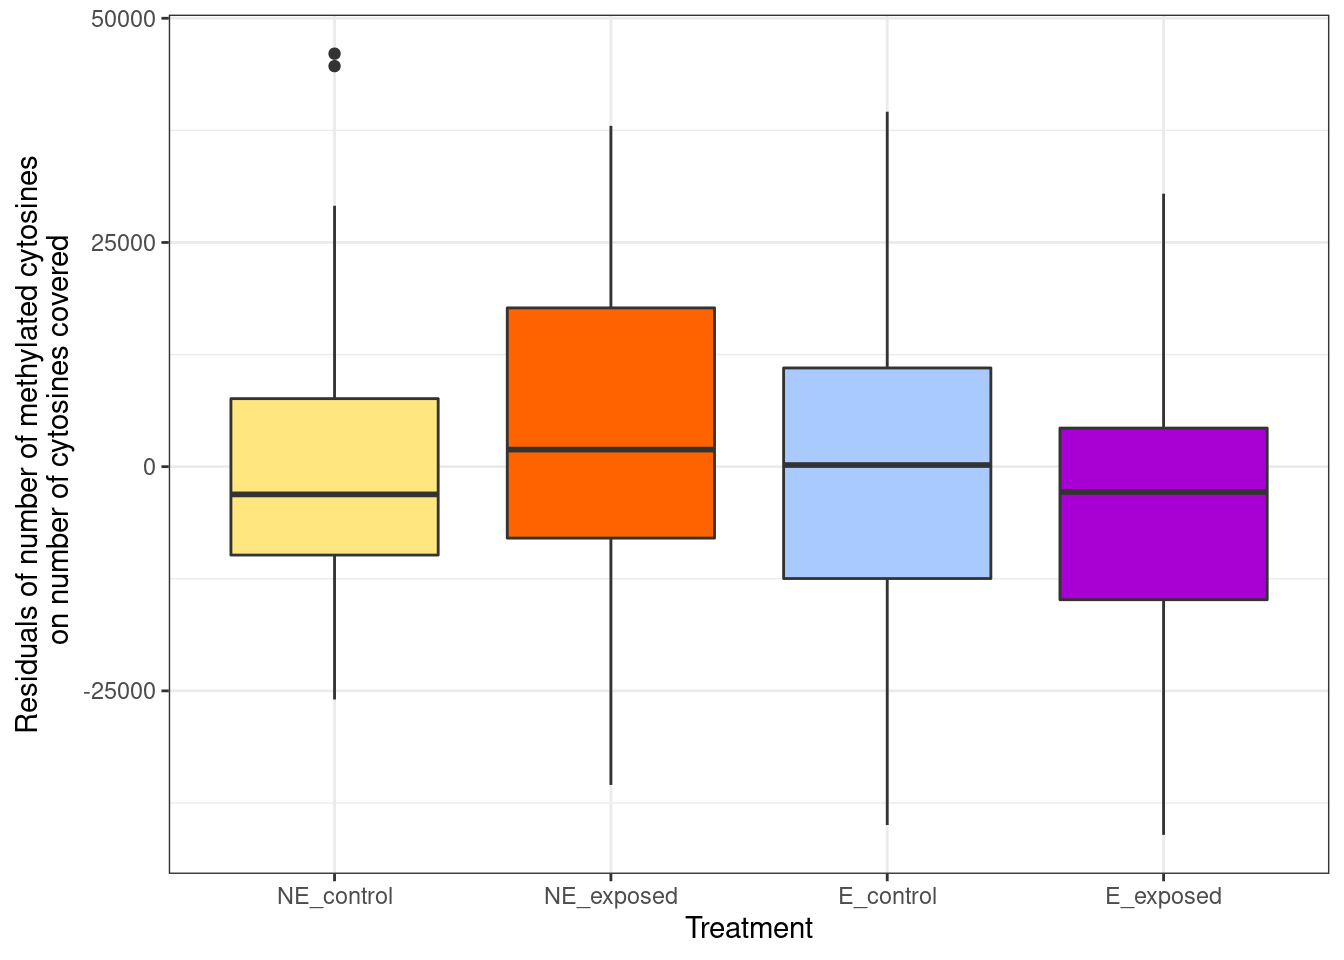 50000
25000
0
-25000
Residuals of number of methylated cytosines
on number of cytosines covered
NE_control
NE_exposed
E_control
E_exposed
Treatment